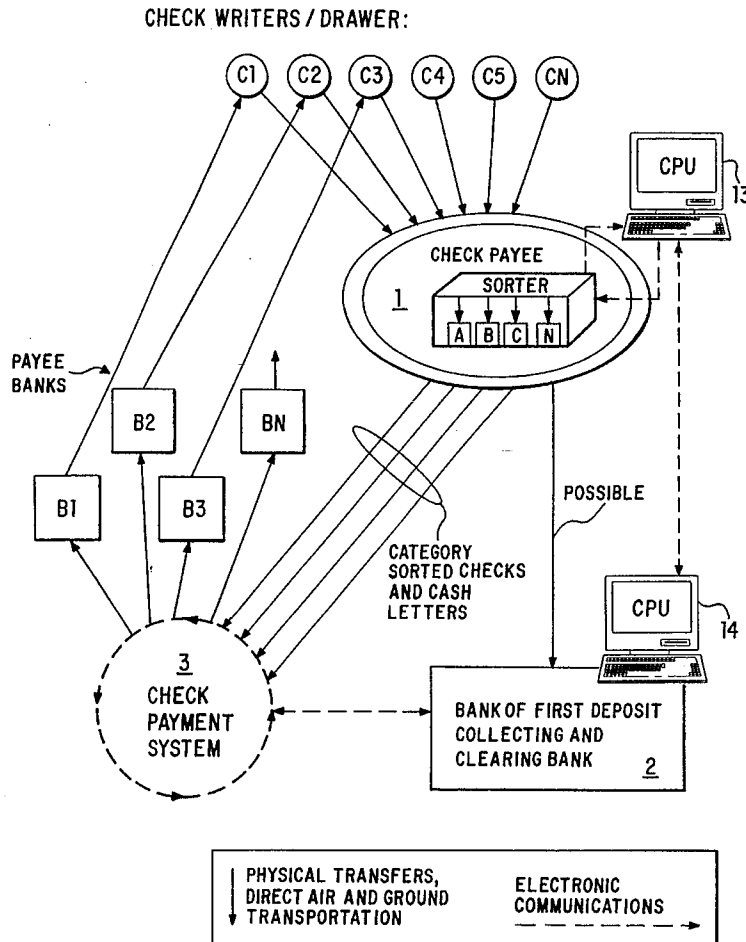 CHECK WRITERS / DRAWER:
C1 C2 C3 C4 C5 CN
CPU
13
CHECK PAYEE
SORTER
1
A B C N
PAYEE
BANKS
B2
BN
B1
B3
POSSIBLE
CATEGORY
SORTED CHECKS
AND CASH
LETTERS
CPU
14
3
CHECK
PAYMENT
SYSTEM
BANK OF FIRST DEPOSIT
COLLECTING AND
CLEARING BANK
2
PHYSICAL TRANSFERS,
DIRECT AIR AND GROUND
TRANSPORTATION
ELECTRONIC
COMMUNICATIONS